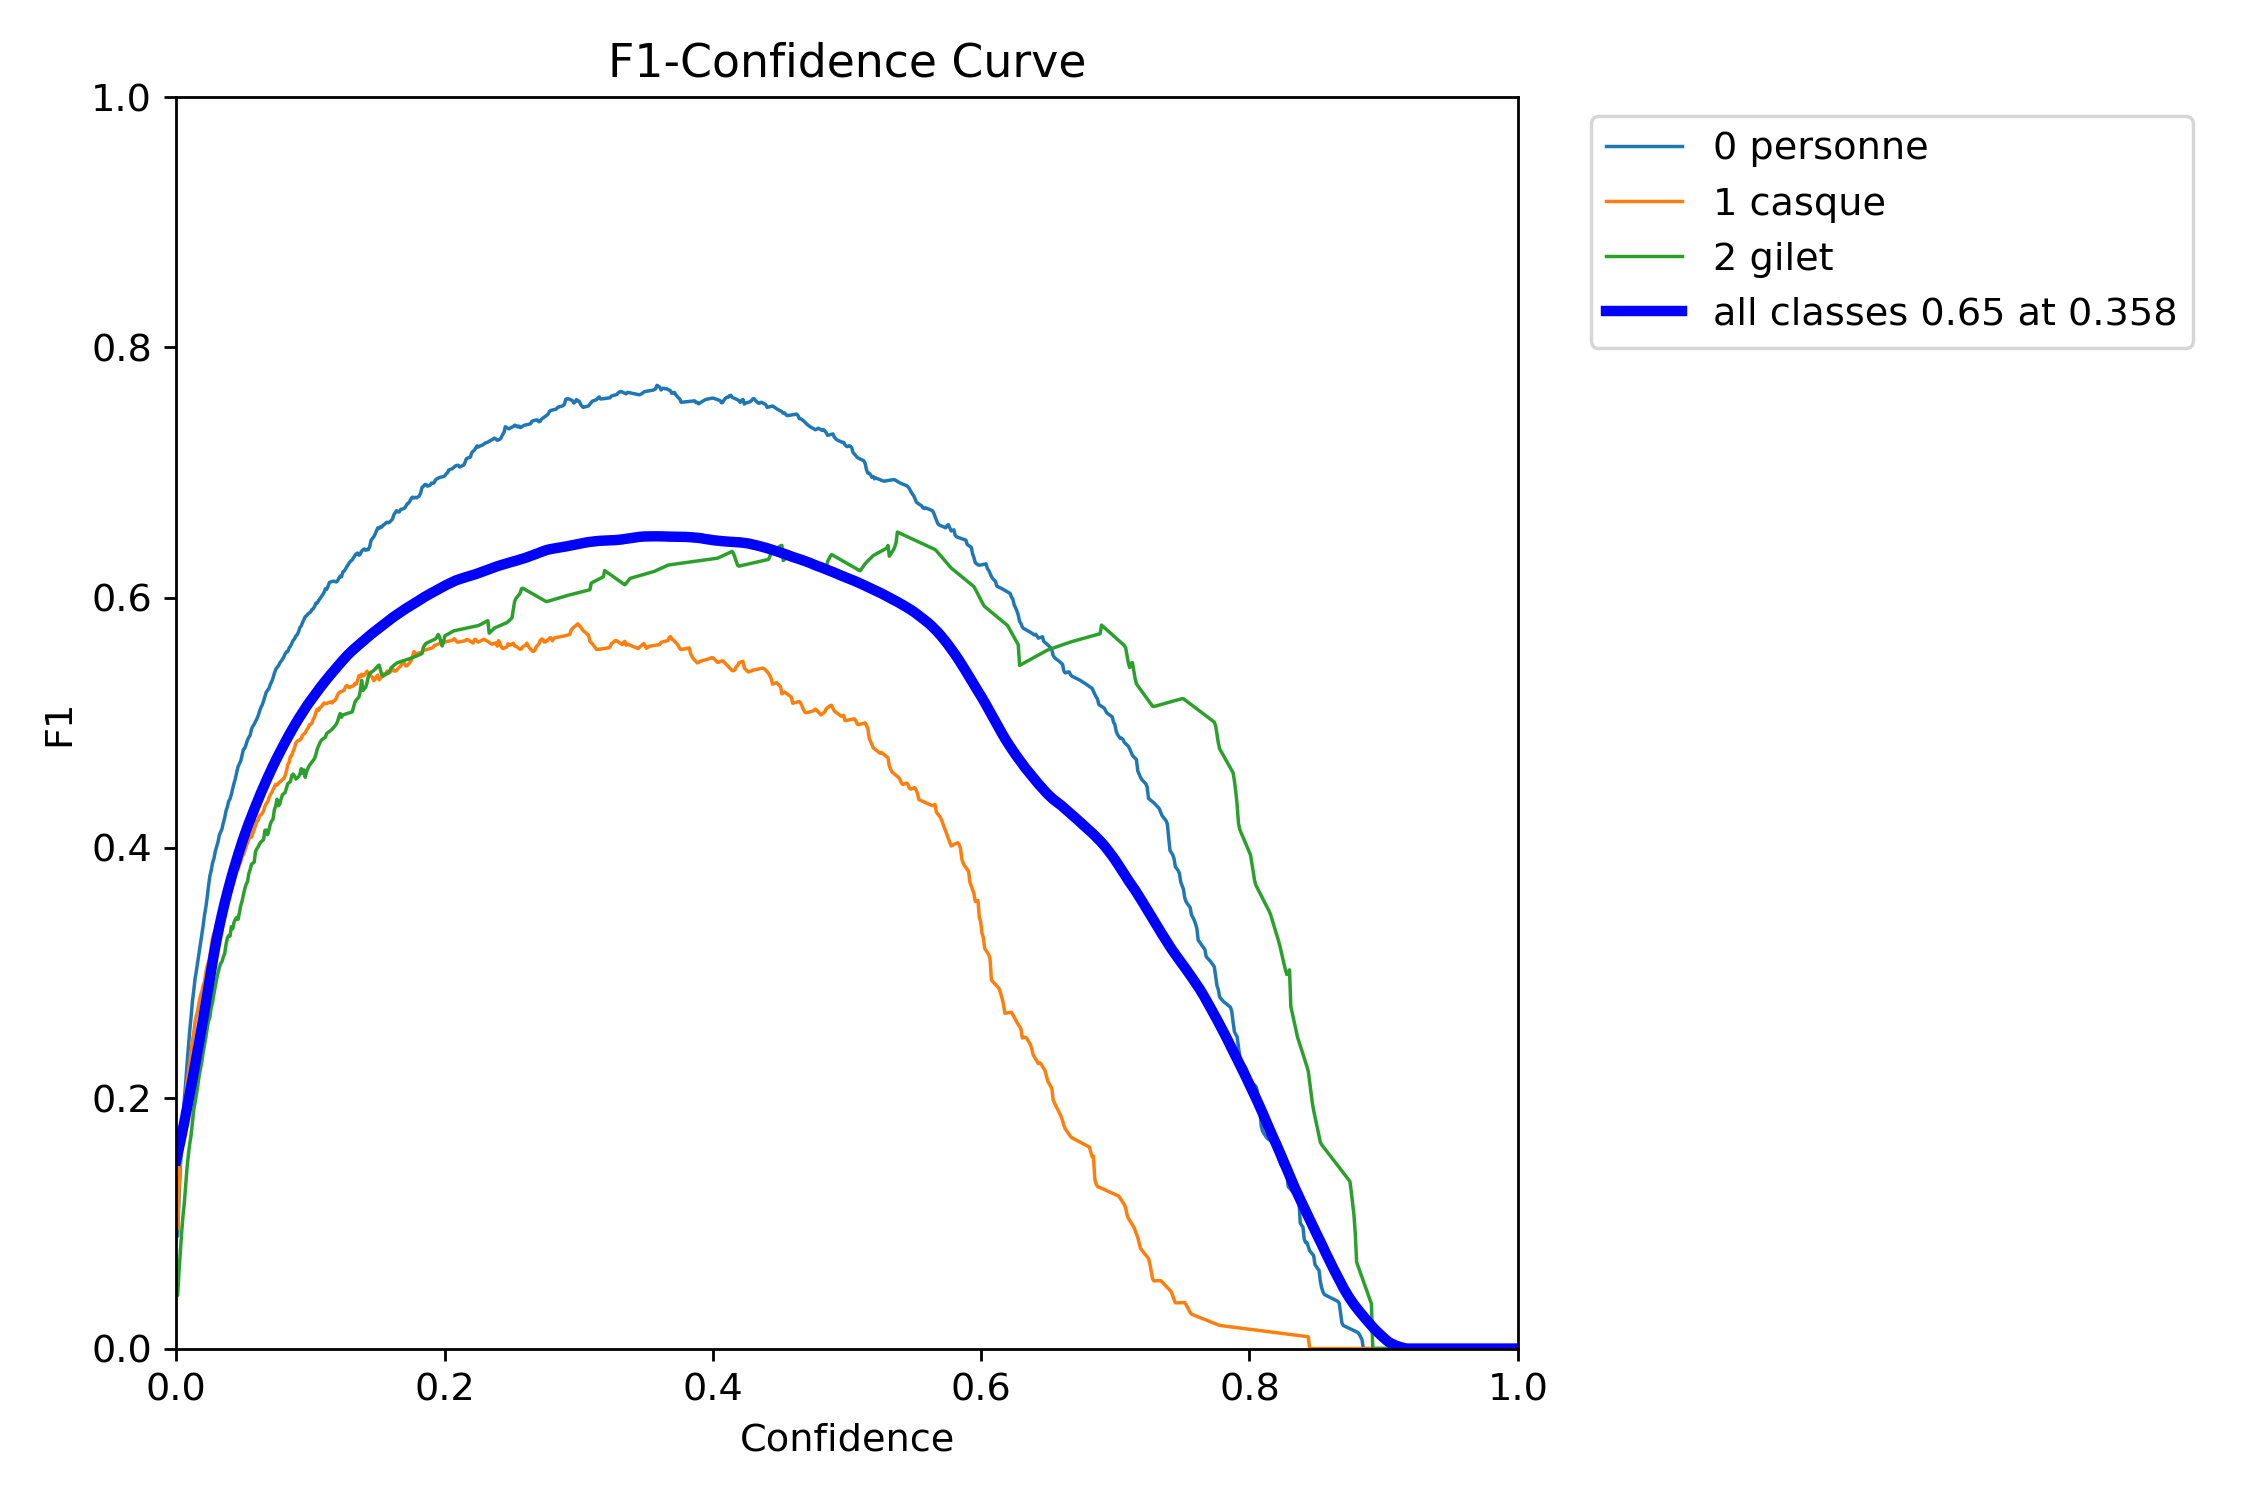 F1-Confidence Curve
1.0
0.8
0.6
0.4
0.2
0.0
F1
0.0 0.2 0.4 0.6 0.8 1.0
Confidence
0 personne
1 casque
2 gilet
all classes 0.65 at 0.358